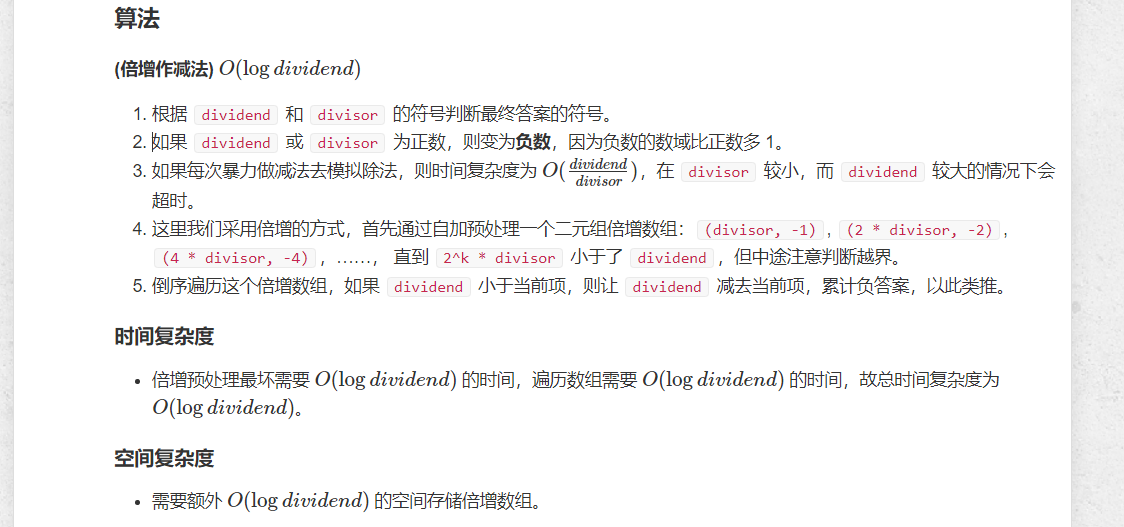 算法
(倍增作减法) O(log dividend)
1. 根据 dividend 和 divisor 的符号判断最终答案的符号。
2. 如果 dividend 或 divisor 为正数，则变为负数，因为负数的数域比正数多 1。
3. 如果每次暴力做减法去模拟除法，则时间复杂度为 O(dividend/divisor)，在 divisor 较小，而 dividend 较大的情况下会
超时。
4. 这里我们采用倍增的方式，首先通过自加预处理一个二元组倍增数组： (divisor, -1) , (2 * divisor, -2) ,
(4 * divisor, -4) ，……， 直到 2^k * divisor 小于了 dividend ，但中途注意判断越界。
5. 倒序遍历这个倍增数组，如果 dividend 小于当前项，则让 dividend 减去当前项，累计负答案，以此类推。
时间复杂度
• 倍增预处理最坏需要 O(log dividend) 的时间，遍历数组需要 O(log dividend) 的时间，故总时间复杂度为
O(log dividend)。
空间复杂度
• 需要额外 O(log dividend) 的空间存储倍增数组。